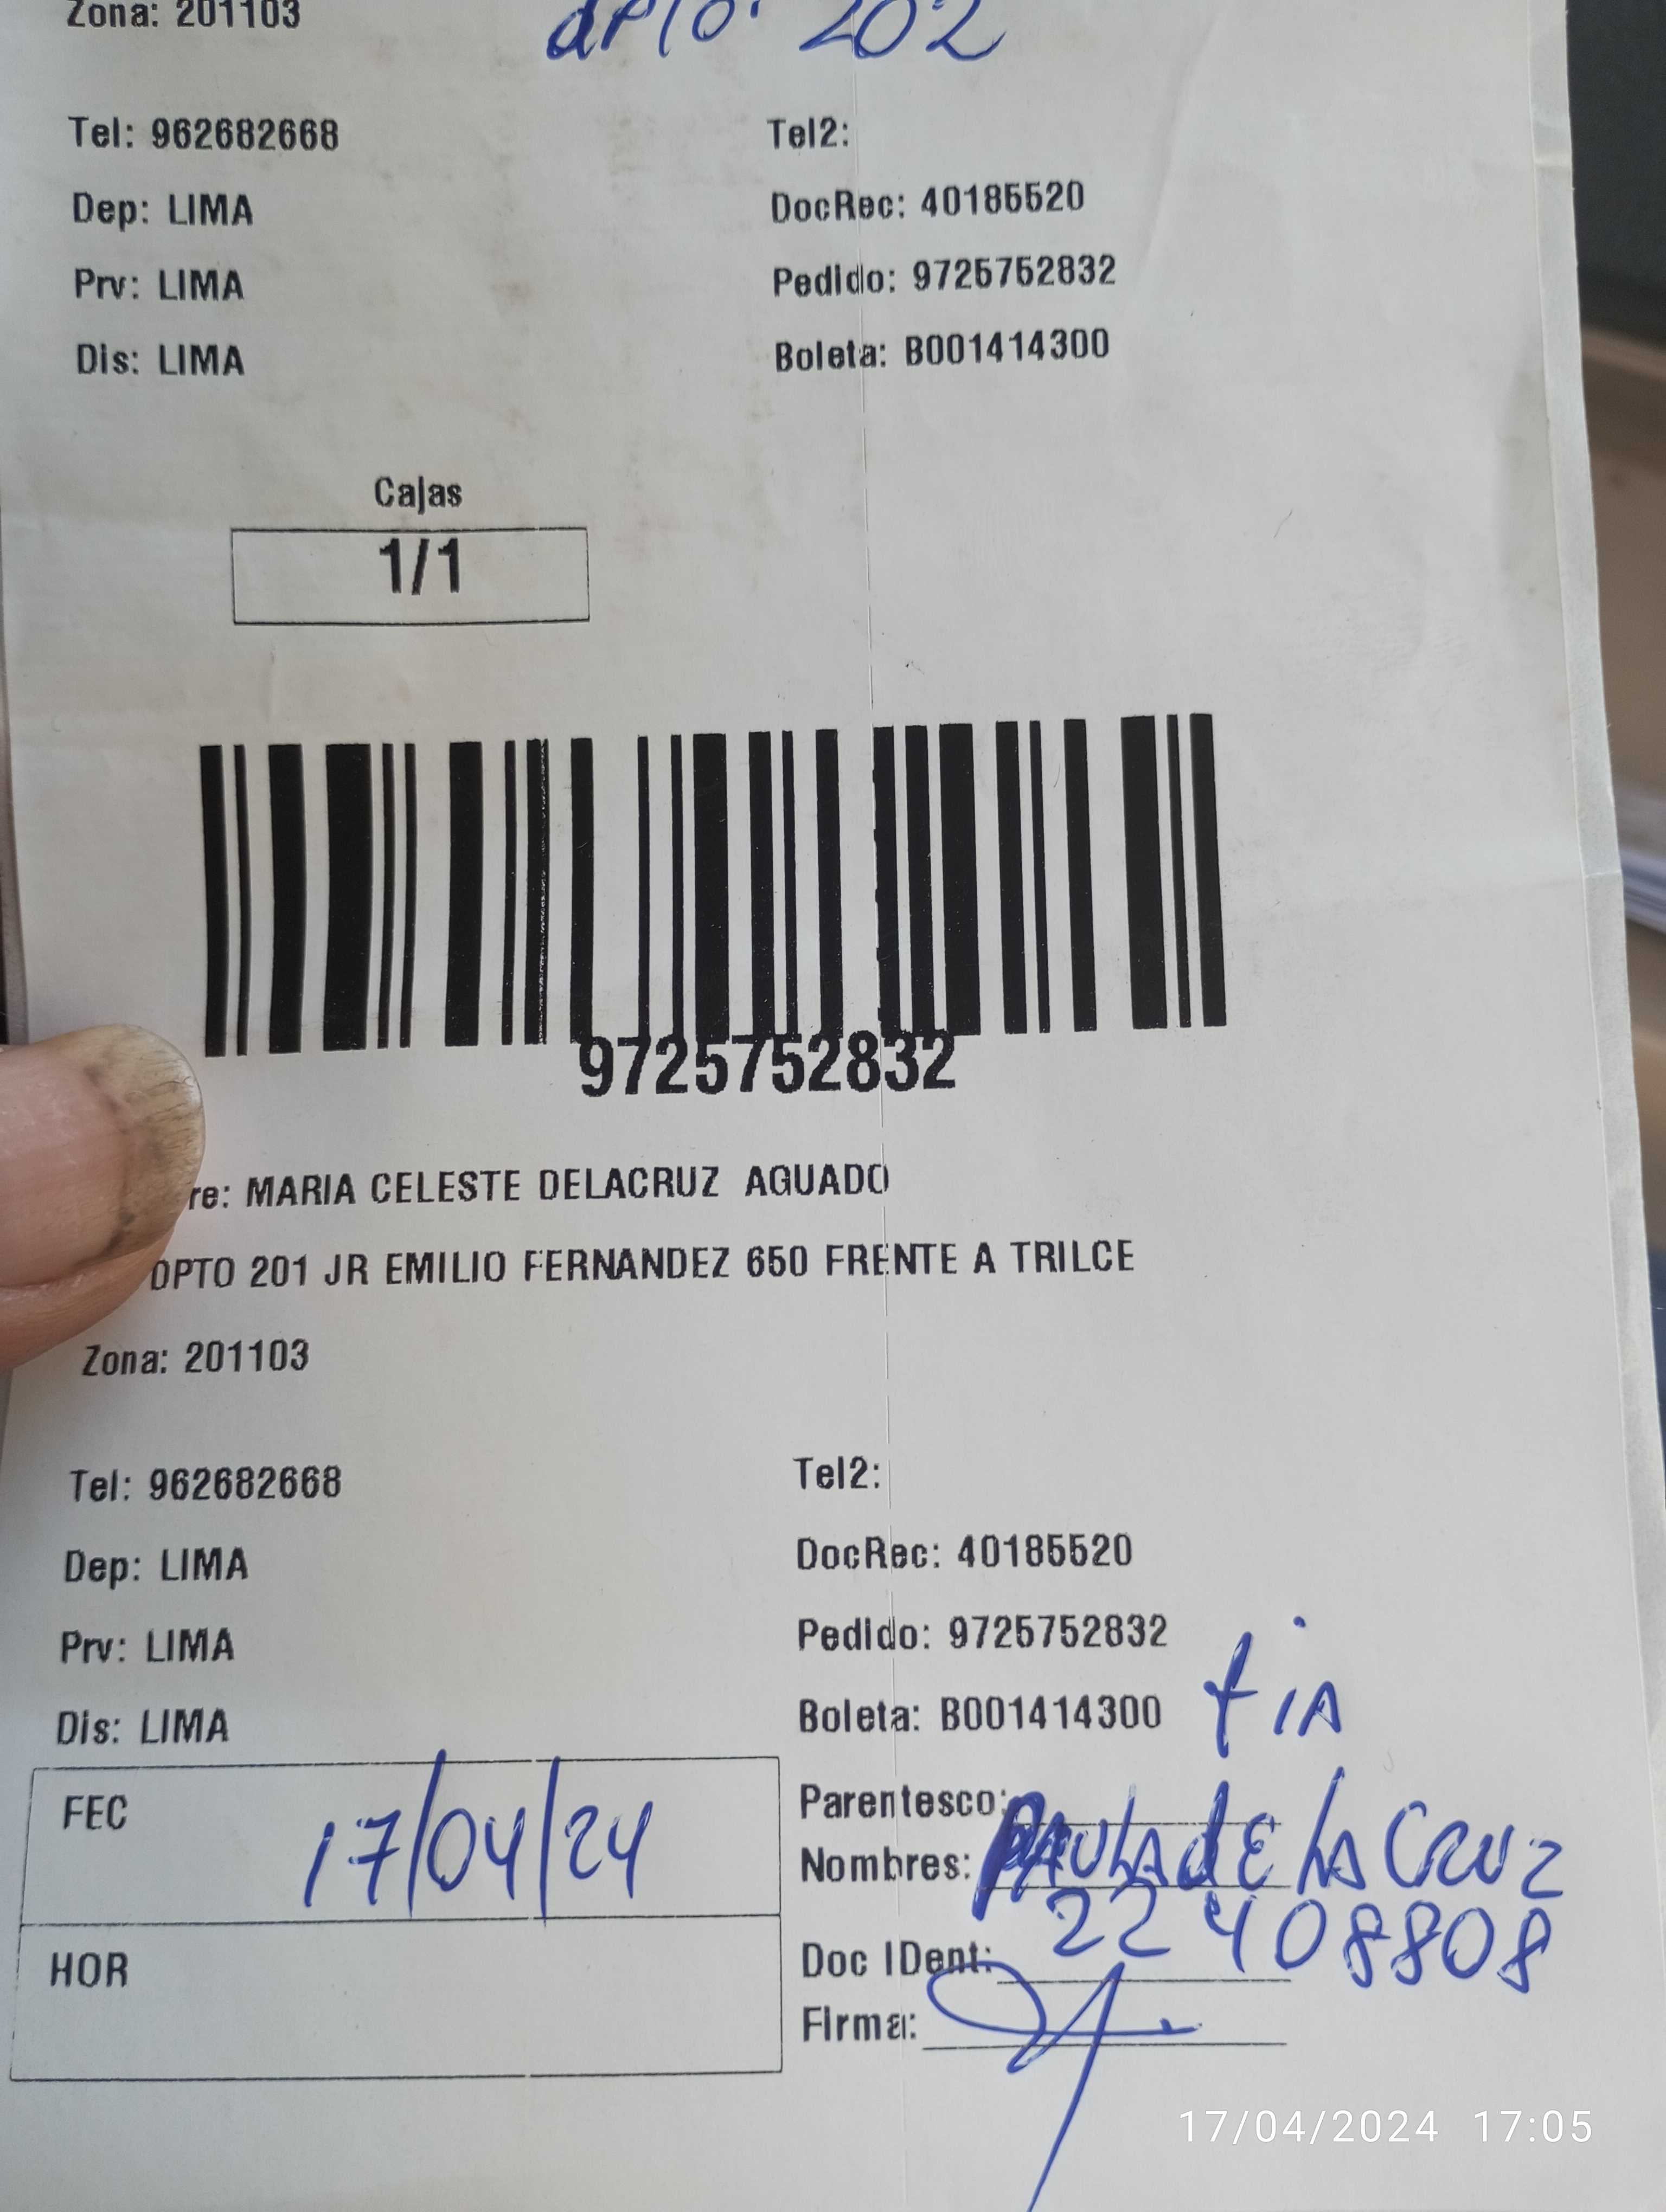 Zona: 201103
dpto. 202
Tel: 962682668 Tel2:
Dep: LIMA DocRec: 40185520
Prv: LIMA Pedido: 9725752832
Dis: LIMA Boleta: B001414300
Cajas
1/1
9725752832
re: MARIA CELESTE DELACRUZ AGUADO
DPTO 201 JR EMILIO FERNANDEZ 650 FRENTE A TRILCE
Zona: 201103
Tel: 962682668 Tel2:
Dep: LIMA DocRec: 40185520
Prv: LIMA Pedido: 9725752832
Dis: LIMA Boleta: B001414300
tiA
FEC 17/04/24
Parentesco:
Nombres: PAULA dE LA CRUZ
HOR
Doc IDent: 22408808
Firma:
17/04/2024 17:05